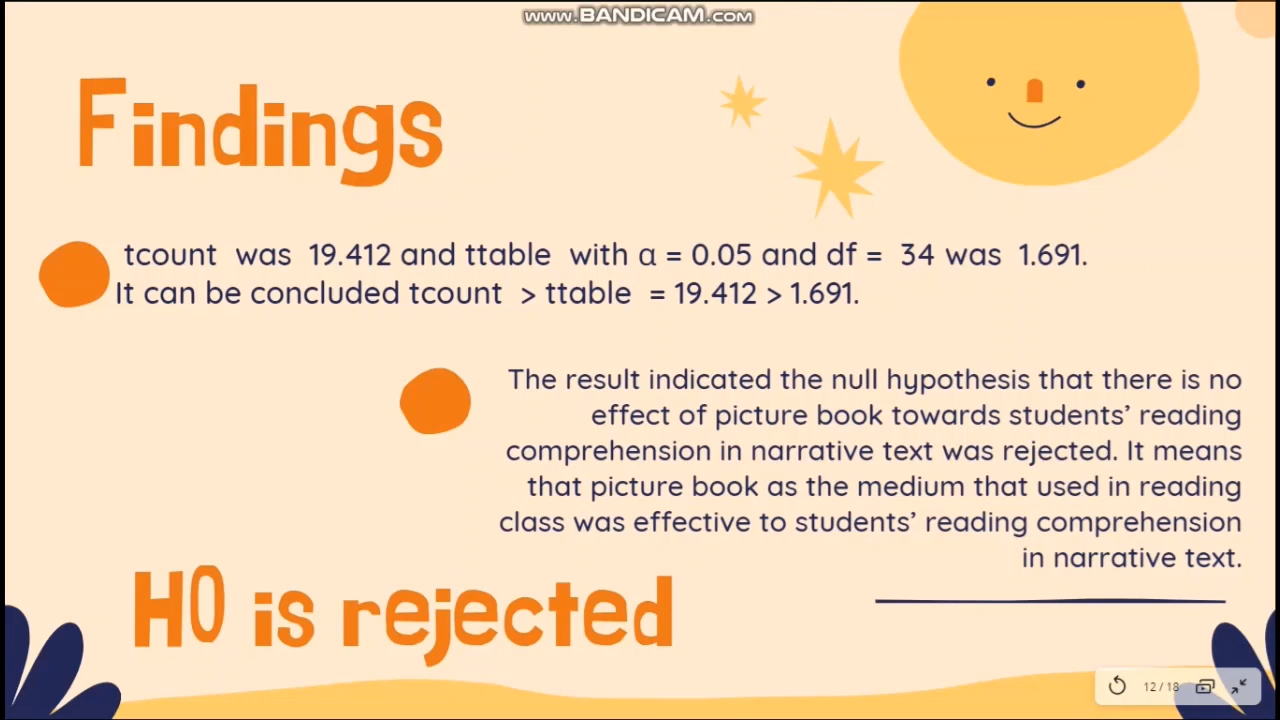 www.BANDICAM.com
Findings
tcount was 19.412 and ttable with α = 0.05 and df = 34 was 1.691.
It can be concluded tcount > ttable = 19.412 > 1.691.
The result indicated the null hypothesis that there is no
effect of picture book towards students’ reading
comprehension in narrative text was rejected. It means
that picture book as the medium that used in reading
class was effective to students’ reading comprehension
in narrative text.
H0 is rejected
12 / 18